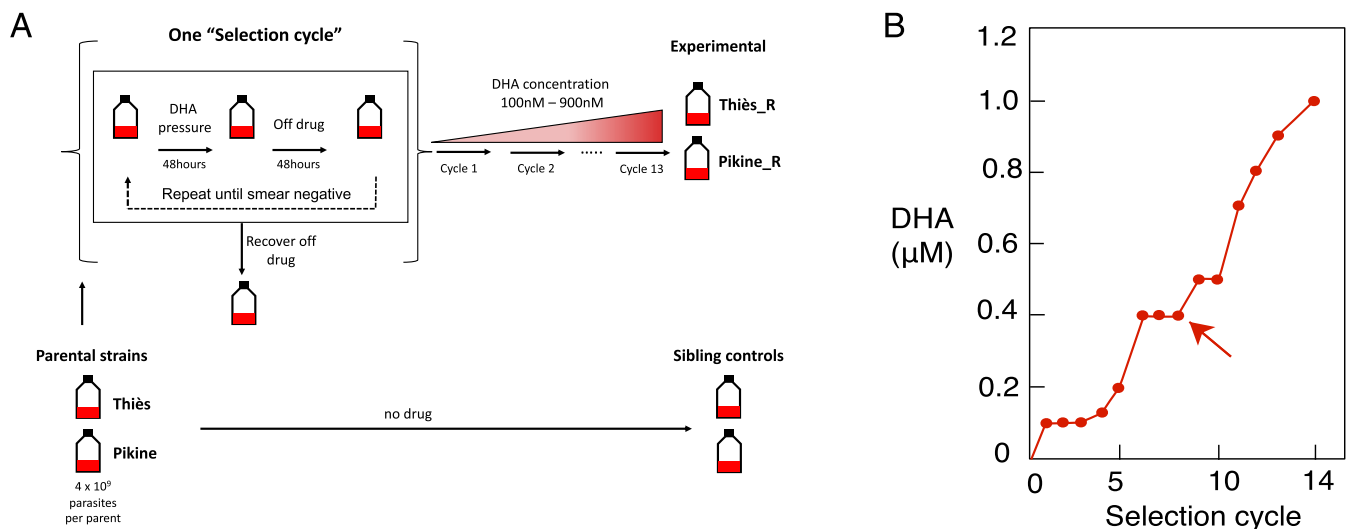 A
One “Selection cycle”
DHA
pressure
48hours
Off drug
48hours
Repeat until smear negative
Recover off
drug
DHA concentration
100nM – 900nM
Cycle 1
Cycle 2
.....
Cycle 13
Experimental
Thiès_R
Pikine_R
Parental strains
Thiès
Pikine
4 x 10⁹
parasites
per parent
no drug
Sibling controls
B
DHA
(µM)
1.2
1.0
0.8
0.6
0.4
0.2
0
0
5
10
14
Selection cycle